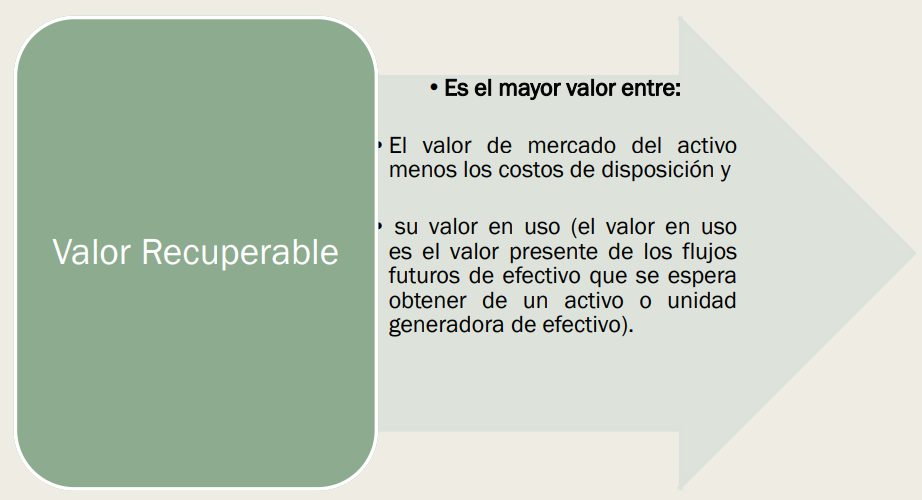 Valor Recuperable
• Es el mayor valor entre:
• El valor de mercado del activo
menos los costos de disposición y
• su valor en uso (el valor en uso
es el valor presente de los flujos
futuros de efectivo que se espera
obtener de un activo o unidad
generadora de efectivo).